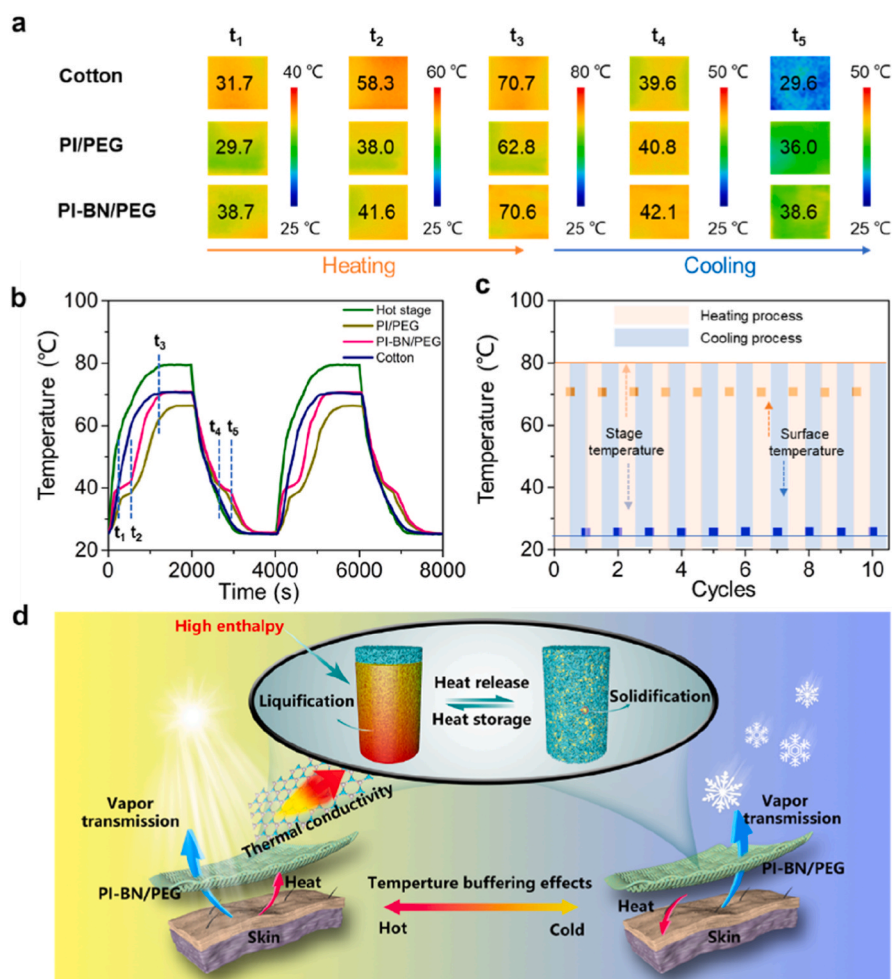 a
t1 t2 t3 t4 t5
Cotton 31.7 40 ℃ 58.3 60 ℃ 70.7 80 ℃ 39.6 50 ℃ 29.6 50 ℃
PI/PEG 29.7 38.0 62.8 40.8 36.0
PI-BN/PEG 38.7 25 ℃ 41.6 25 ℃ 70.6 25 ℃ 42.1 25 ℃ 38.6 25 ℃
Heating Cooling
b
Temperature (℃)
100
80
60
40
20
Hot stage
PI/PEG
PI-BN/PEG
Cotton
t3
t4 t5
t1 t2
0 2000 4000 6000 8000
Time (s)
c
Temperature (℃)
100
80
60
40
20
Heating process
Cooling process
Stage
temperature
Surface
temperature
0 2 4 6 8 10
Cycles
d
High enthalpy
Liquification
Heat release
Heat storage
Solidification
Thermal conductivity
Vapor
transmission
PI-BN/PEG
Heat
Skin
Temperture buffering effects
Hot Cold
Vapor
transmission
PI-BN/PEG
Heat
Skin